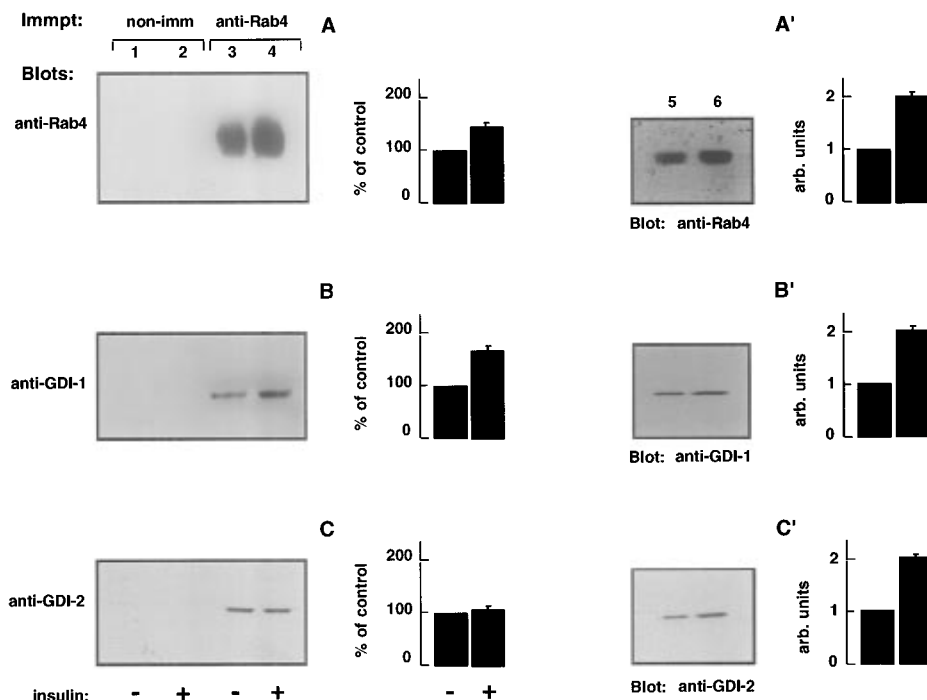 Immpt: non-imm anti-Rab4 A A'
1 2 3 4
Blots:
anti-Rab4
% of control
200
100
0
5 6
Blot: anti-Rab4
arb. units
2
1
0
B B'
anti-GDI-1
% of control
200
100
0
Blot: anti-GDI-1
arb. units
2
1
0
C C'
anti-GDI-2
% of control
200
100
0
Blot: anti-GDI-2
arb. units
2
1
0
insulin: - + - + - +